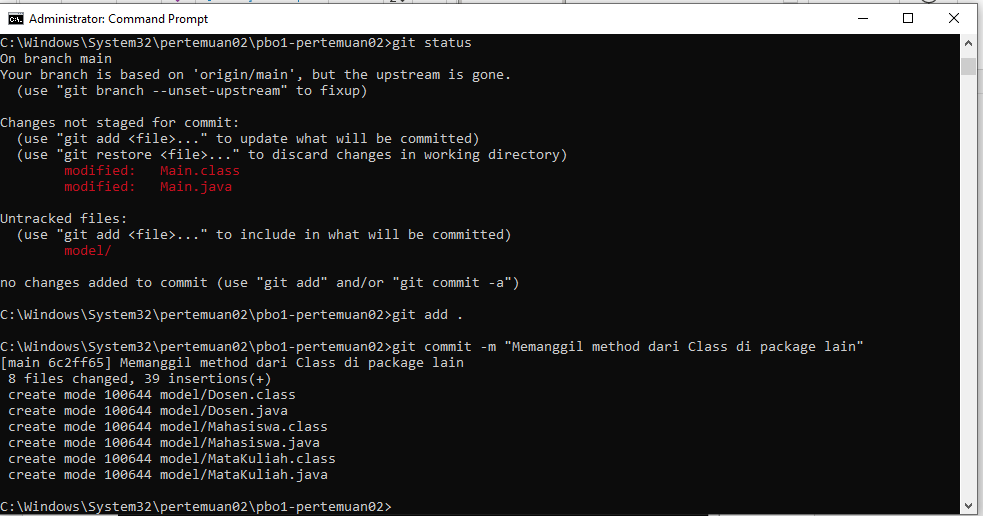 Administrator: Command Prompt
C:\Windows\System32\pertemuan02\pbo1-pertemuan02>git status
On branch main
Your branch is based on 'origin/main', but the upstream is gone.
  (use "git branch --unset-upstream" to fixup)
Changes not staged for commit:
  (use "git add <file>..." to update what will be committed)
  (use "git restore <file>..." to discard changes in working directory)
        modified:   Main.class
        modified:   Main.java
Untracked files:
  (use "git add <file>..." to include in what will be committed)
        model/
no changes added to commit (use "git add" and/or "git commit -a")
C:\Windows\System32\pertemuan02\pbo1-pertemuan02>git add .
C:\Windows\System32\pertemuan02\pbo1-pertemuan02>git commit -m "Memanggil method dari Class di package lain"
[main 6c2ff65] Memanggil method dari Class di package lain
 8 files changed, 39 insertions(+)
 create mode 100644 model/Dosen.class
 create mode 100644 model/Dosen.java
 create mode 100644 model/Mahasiswa.class
 create mode 100644 model/Mahasiswa.java
 create mode 100644 model/MataKuliah.class
 create mode 100644 model/MataKuliah.java
C:\Windows\System32\pertemuan02\pbo1-pertemuan02>